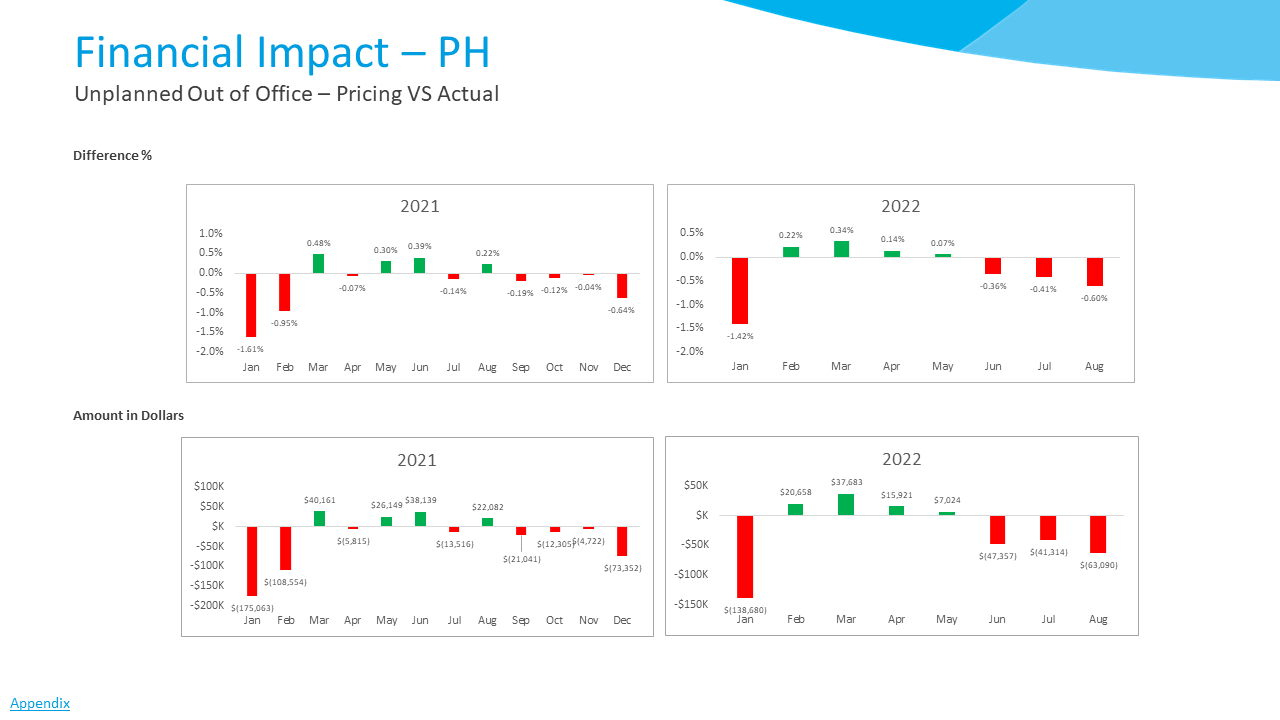 Financial Impact – PH
Unplanned Out of Office – Pricing VS Actual
Difference %
2021
1.0%
0.5%
0.0%
-0.5%
-1.0%
-1.5%
-2.0%
-1.61%
-0.95%
0.48%
-0.07%
0.30%
0.39%
-0.14%
0.22%
-0.19%
-0.12%
-0.04%
-0.64%
Jan Feb Mar Apr May Jun Jul Aug Sep Oct Nov Dec
2022
0.5%
0.0%
-0.5%
-1.0%
-1.5%
-2.0%
-1.42%
0.22%
0.34%
0.14%
0.07%
-0.36%
-0.41%
-0.60%
Jan Feb Mar Apr May Jun Jul Aug
Amount in Dollars
2021
$100K
$50K
$K
-$50K
-$100K
-$150K
-$200K
$(175,063)
$(108,554)
$40,161
$(5,815)
$26,149
$38,139
$(13,516)
$22,082
$(21,041)
$(12,305)
$(4,722)
$(73,352)
Jan Feb Mar Apr May Jun Jul Aug Sep Oct Nov Dec
2022
$50K
$K
-$50K
-$100K
-$150K
$(138,680)
$20,658
$37,683
$15,921
$7,024
$(47,357)
$(41,314)
$(63,090)
Jan Feb Mar Apr May Jun Jul Aug
Appendix